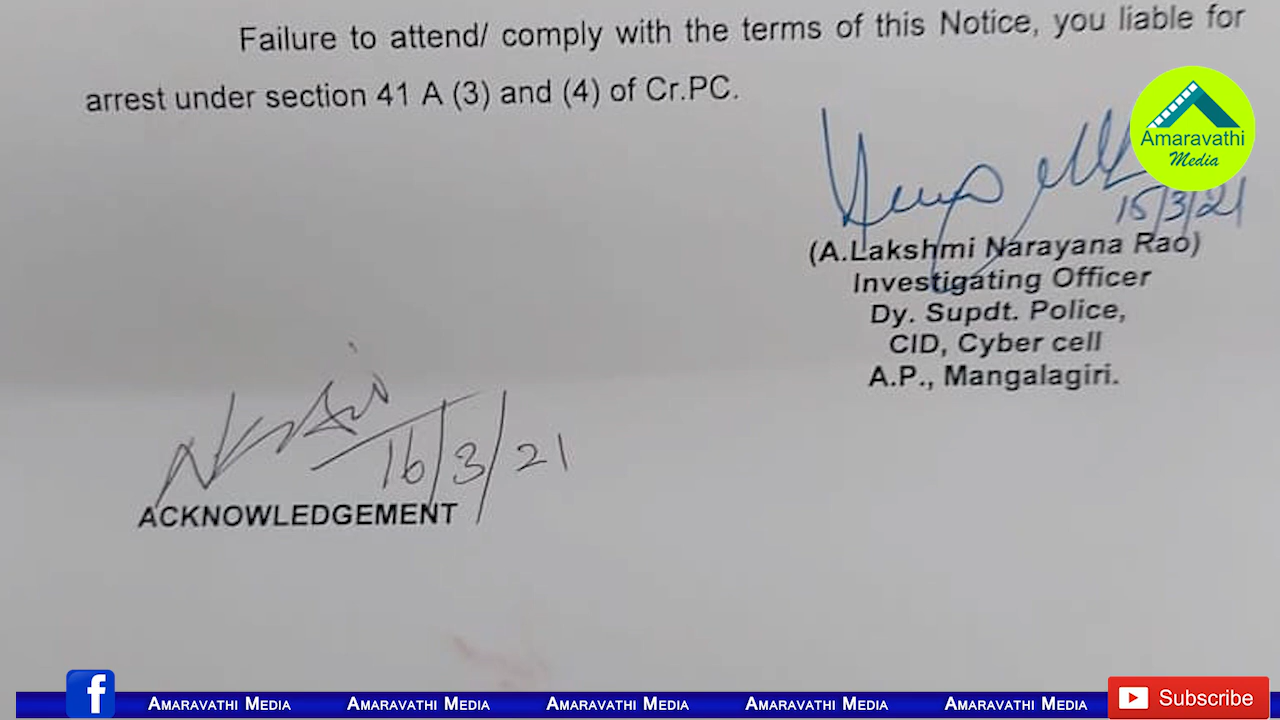 Failure to attend/ comply with the terms of this Notice, you liable for
arrest under section 41 A (3) and (4) of Cr.PC.
Amaravathi
Media
15/3/21
(A.Lakshmi Narayana Rao)
Investigating Officer
Dy. Supdt. Police,
CID, Cyber cell
A.P., Mangalagiri.
16/3/21
ACKNOWLEDGEMENT
f Amaravathi Media Amaravathi Media Amaravathi Media Amaravathi Media Amaravathi Media Subscribe